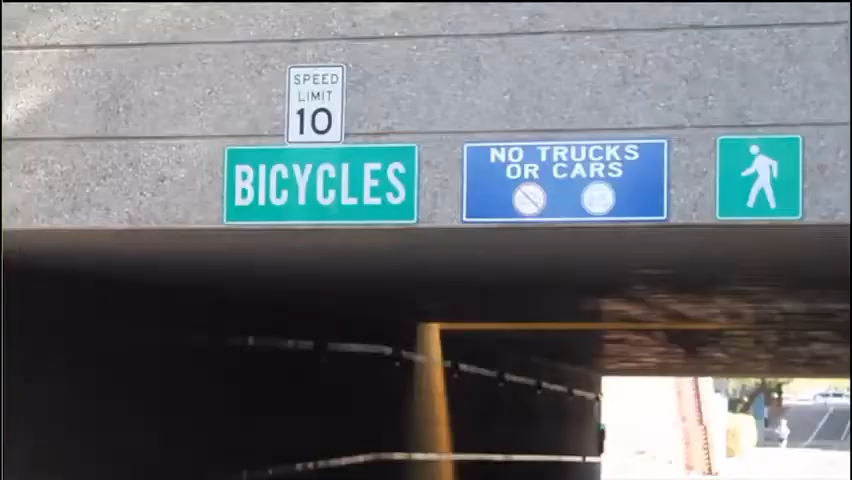 SPEED
LIMIT
10
BICYCLES
NO TRUCKS
OR CARS